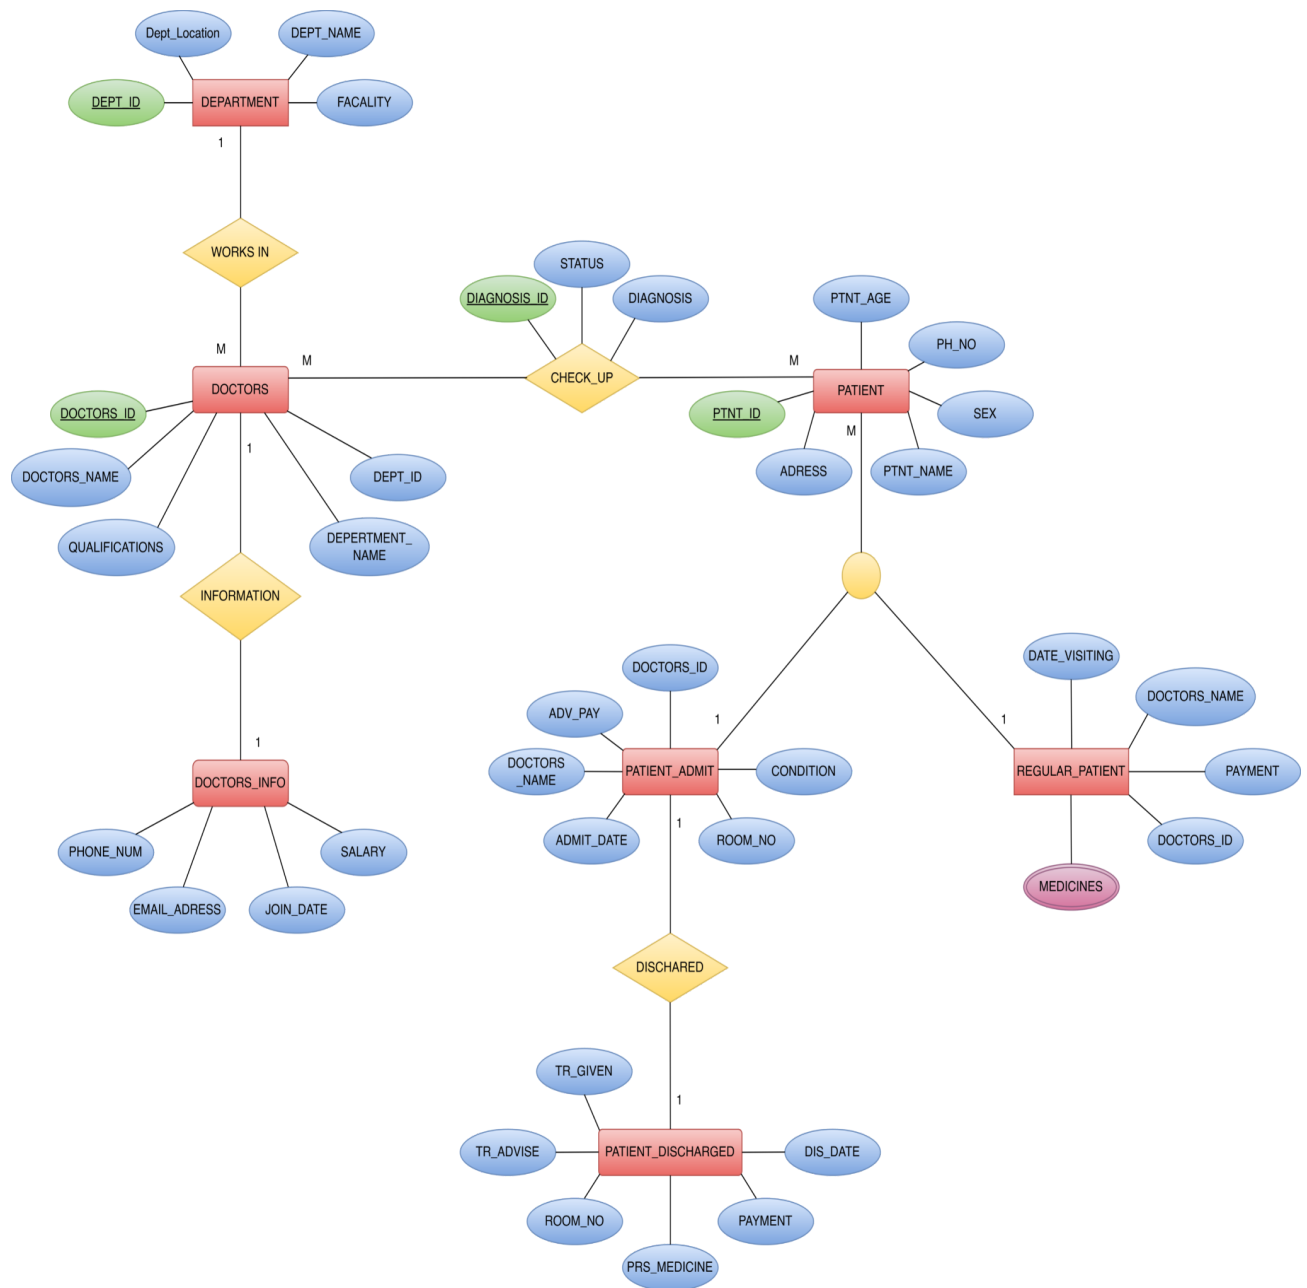 Dept_Location
DEPT_NAME
DEPT_ID
DEPARTMENT
FACALITY
1
WORKS IN
STATUS
DIAGNOSIS_ID
DIAGNOSIS
PTNT_AGE
PH_NO
M
M
M
DOCTORS
CHECK_UP
PATIENT
DOCTORS_ID
PTNT_ID
SEX
M
1
DOCTORS_NAME
DEPT_ID
ADRESS
PTNT_NAME
QUALIFICATIONS
DEPERTMENT_
NAME
INFORMATION
DOCTORS_ID
DATE_VISITING
DOCTORS_NAME
ADV_PAY
1
1
1
DOCTORS
_NAME
PATIENT_ADMIT
CONDITION
REGULAR_PATIENT
PAYMENT
DOCTORS_INFO
1
ADMIT_DATE
ROOM_NO
DOCTORS_ID
PHONE_NUM
SALARY
MEDICINES
EMAIL_ADRESS
JOIN_DATE
DISCHARED
TR_GIVEN
1
TR_ADVISE
PATIENT_DISCHARGED
DIS_DATE
ROOM_NO
PAYMENT
PRS_MEDICINE